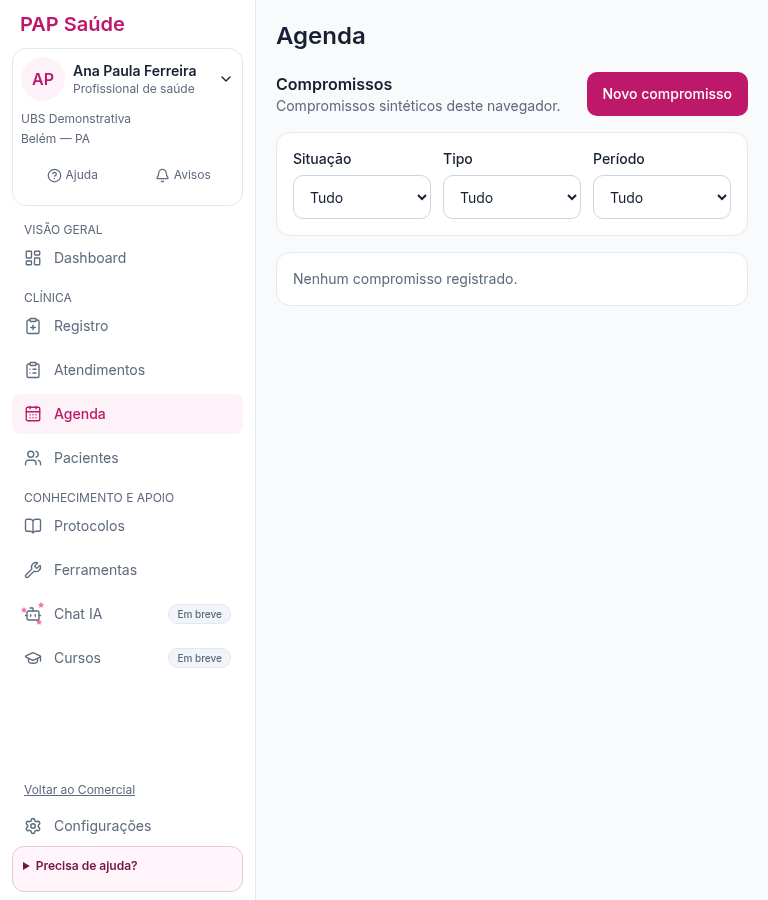 PAP Saúde
AP
Ana Paula Ferreira
Profissional de saúde
UBS Demonstrativa
Belém — PA
Ajuda
Avisos
VISÃO GERAL
Dashboard
CLÍNICA
Registro
Atendimentos
Agenda
Pacientes
CONHECIMENTO E APOIO
Protocolos
Ferramentas
Chat IA
Em breve
Cursos
Em breve
Voltar ao Comercial
Configurações
Precisa de ajuda?
Agenda
Compromissos
Compromissos sintéticos deste navegador.
Novo compromisso
Situação
Tipo
Período
Tudo
Tudo
Tudo
Nenhum compromisso registrado.